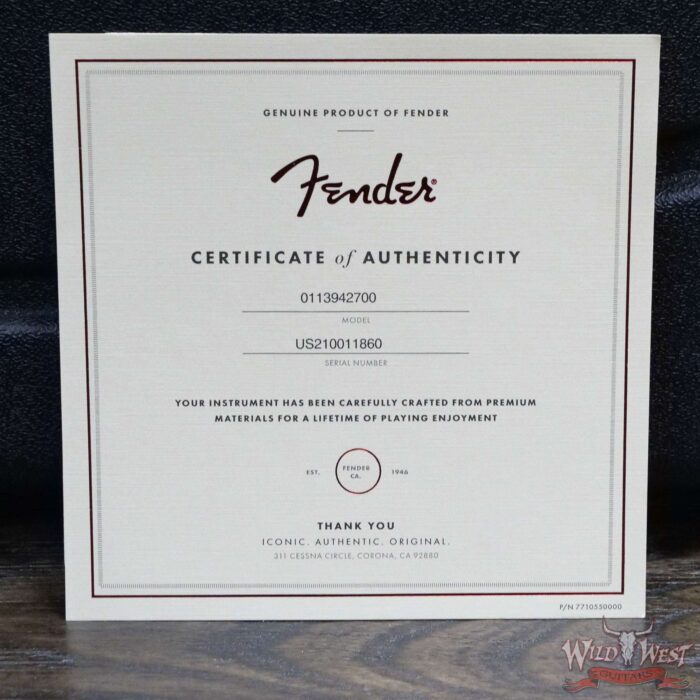 GENUINE PRODUCT OF FENDER
Fender®
CERTIFICATE of AUTHENTICITY
0113942700
MODEL
US210011860
SERIAL NUMBER
YOUR INSTRUMENT HAS BEEN CAREFULLY CRAFTED FROM PREMIUM
MATERIALS FOR A LIFETIME OF PLAYING ENJOYMENT
EST. FENDER CA. 1946
THANK YOU
ICONIC. AUTHENTIC. ORIGINAL.
311 CESSNA CIRCLE, CORONA, CA 92880
P/N 7710550000
WILD WEST
GUITARS